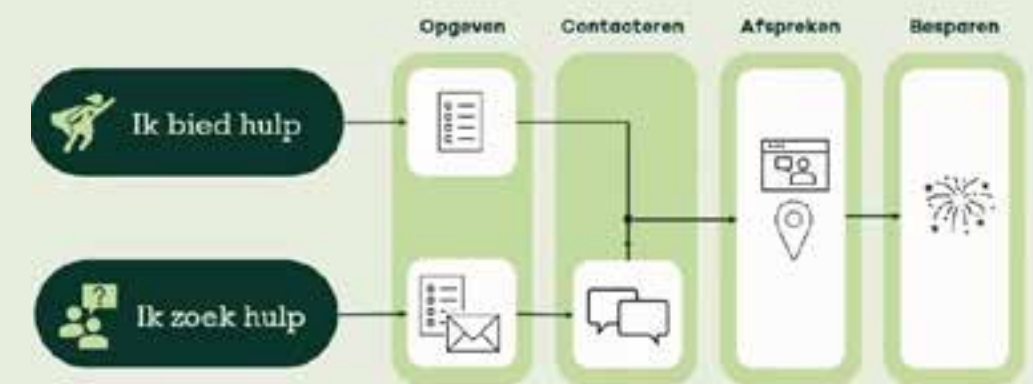 Opgeven Contacteren Afspreken Besparen
Ik bied hulp
Ik zoek hulp